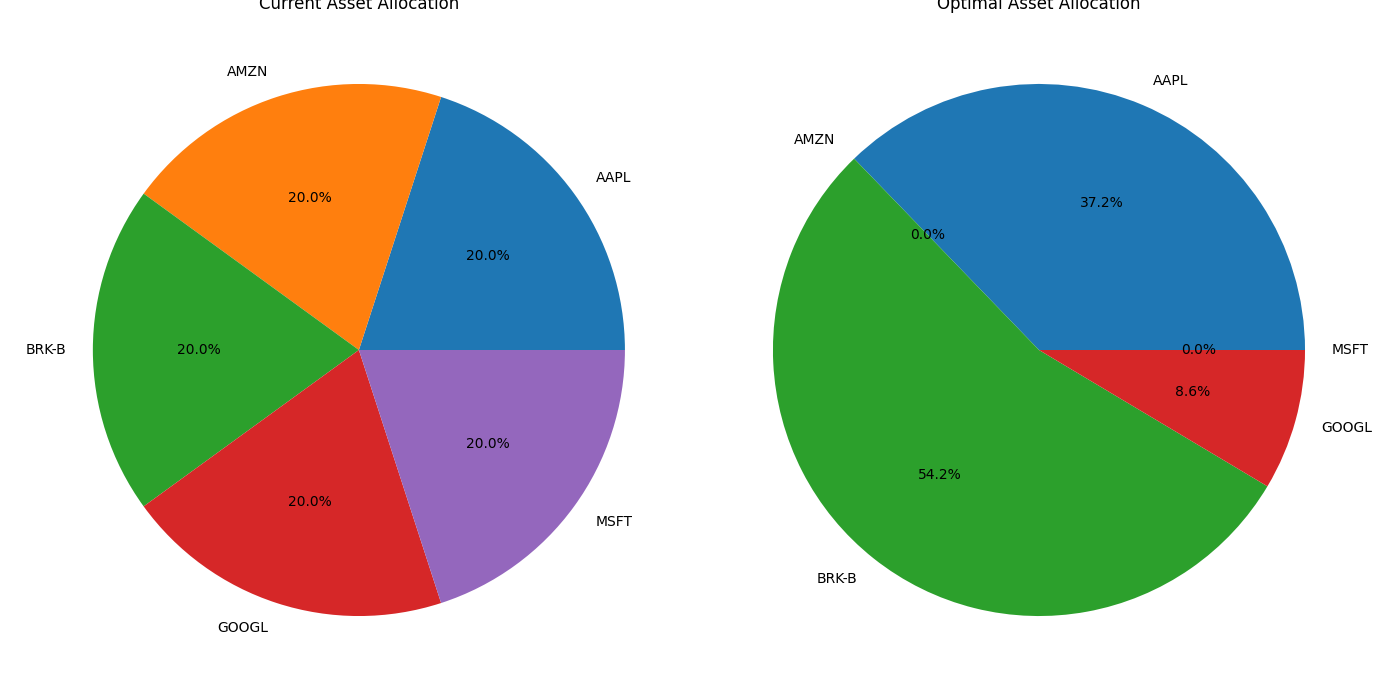 Current Asset Allocation
AMZN
AAPL
20.0%
20.0%
BRK-B
20.0%
20.0%
20.0%
MSFT
GOOGL
Optimal Asset Allocation
AAPL
AMZN
37.2%
0.0%
0.0%
MSFT
8.6%
GOOGL
54.2%
BRK-B